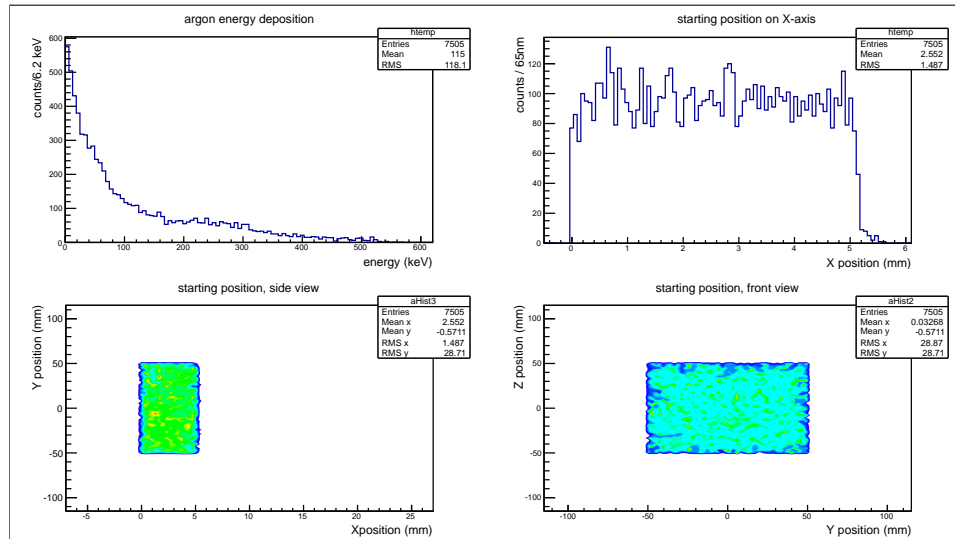 argon energy deposition
htemp
Entries 7505
Mean 115
RMS 118.1
counts/6.2 keV
600
500
400
300
200
100
0
0 100 200 300 400 500 600
energy (keV)
starting position on X-axis
htemp
Entries 7505
Mean 2.552
RMS 1.487
counts / 65nm
120
100
80
60
40
20
0
0 1 2 3 4 5 6
X position (mm)
starting position, side view
aHist3
Entries 7505
Mean x 2.552
Mean y -0.5711
RMS x 1.487
RMS y 28.71
Y position (mm)
100
50
0
-50
-100
-5 0 5 10 15 20 25
Xposition (mm)
starting position, front view
aHist2
Entries 7505
Mean x 0.03268
Mean y -0.5711
RMS x 28.87
RMS y 28.71
Z position (mm)
100
50
0
-50
-100
-100 -50 0 50 100
Y position (mm)